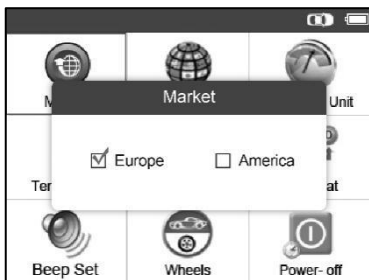 Market
Unit
Europe
America
Beep Set
Wheels
Power- off